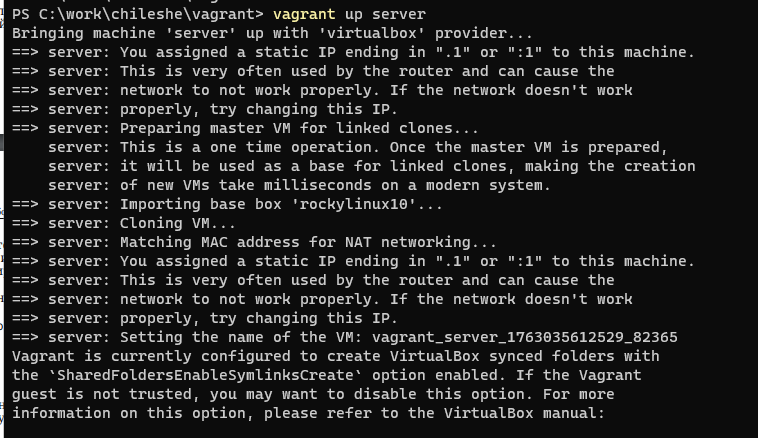 PS C:\work\chileshe\vagrant> vagrant up server
Bringing machine 'server' up with 'virtualbox' provider...
==> server: You assigned a static IP ending in ".1" or ":1" to this machine.
==> server: This is very often used by the router and can cause the
==> server: network to not work properly. If the network doesn't work
==> server: properly, try changing this IP.
==> server: Preparing master VM for linked clones...
    server: This is a one time operation. Once the master VM is prepared,
    server: it will be used as a base for linked clones, making the creation
    server: of new VMs take milliseconds on a modern system.
==> server: Importing base box 'rockylinux10'...
==> server: Cloning VM...
==> server: Matching MAC address for NAT networking...
==> server: You assigned a static IP ending in ".1" or ":1" to this machine.
==> server: This is very often used by the router and can cause the
==> server: network to not work properly. If the network doesn't work
==> server: properly, try changing this IP.
==> server: Setting the name of the VM: vagrant_server_1763035612529_82365
Vagrant is currently configured to create VirtualBox synced folders with
the `SharedFoldersEnableSymlinksCreate` option enabled. If the Vagrant
guest is not trusted, you may want to disable this option. For more
information on this option, please refer to the VirtualBox manual: